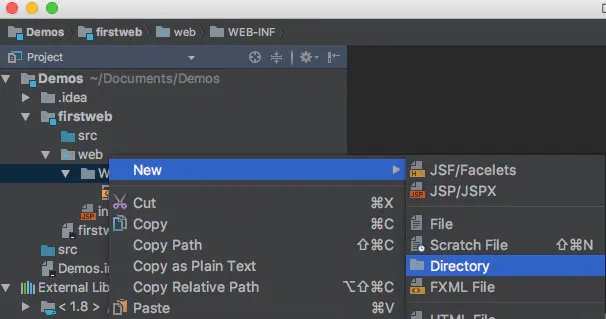 Demos firstweb web WEB-INF
Project
Demos ~/Documents/Demos
.idea
firstweb
src
web
W
in
firstw
src
Demos.in
External Lib
< 1.8 >
New
Cut ⌘X
Copy ⌘C
Copy Path ⇧⌘C
Copy as Plain Text
Copy Relative Path ⌥⇧⌘C
Paste ⌘V
JSF/Facelets
JSP/JSPX
File
Scratch File ⇧⌘N
Directory
FXML File